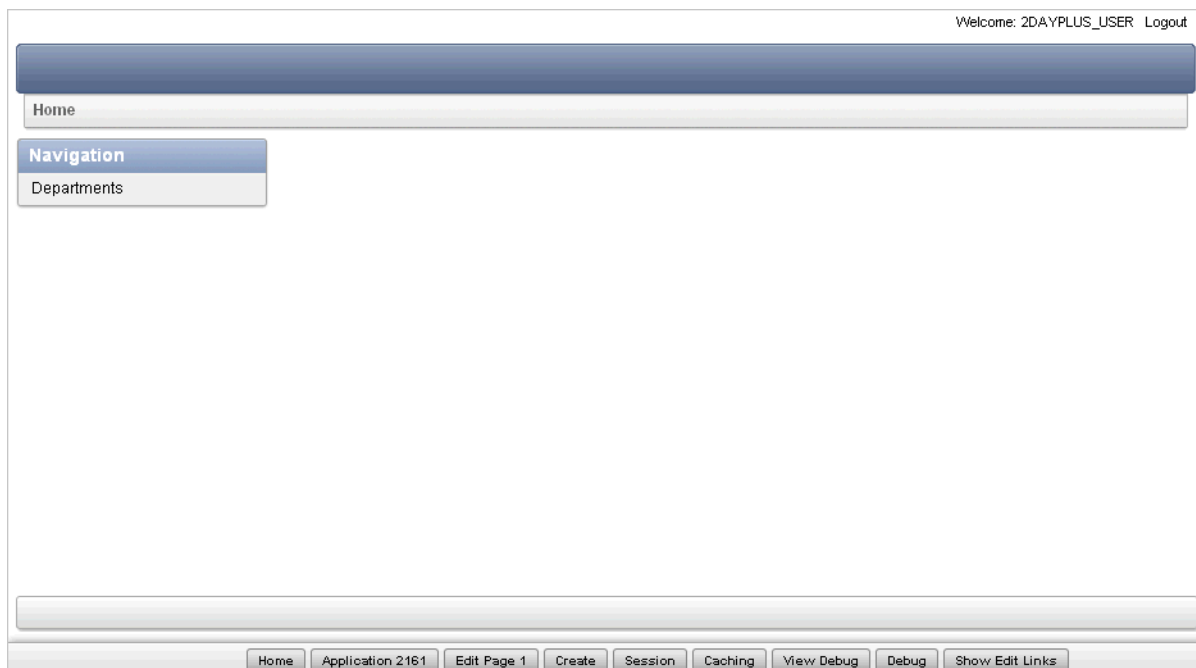 Welcome: 2DAYPLUS_USER Logout
Home
Navigation
Departments
Home Application 2161 Edit Page 1 Create Session Caching View Debug Debug Show Edit Links